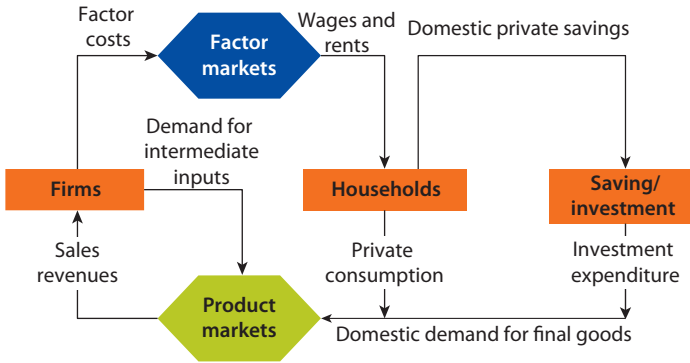 Factor
costs
Factor
markets
Wages and
rents
Domestic private savings
Demand for
intermediate
inputs
Firms
Households
Saving/
investment
Sales
revenues
Private
consumption
Investment
expenditure
Product
markets
Domestic demand for final goods